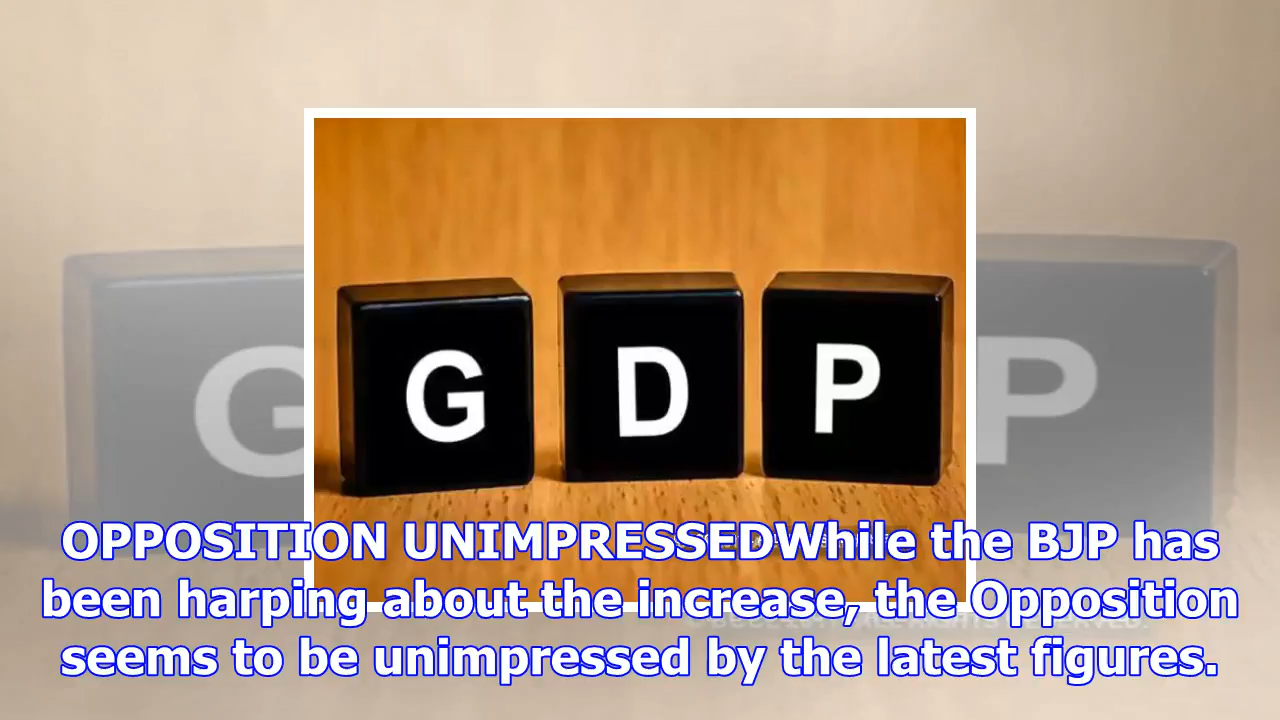 G D P
OPPOSITION UNIMPRESSEDWhile the BJP has
been harping about the increase, the Opposition
seems to be unimpressed by the latest figures.